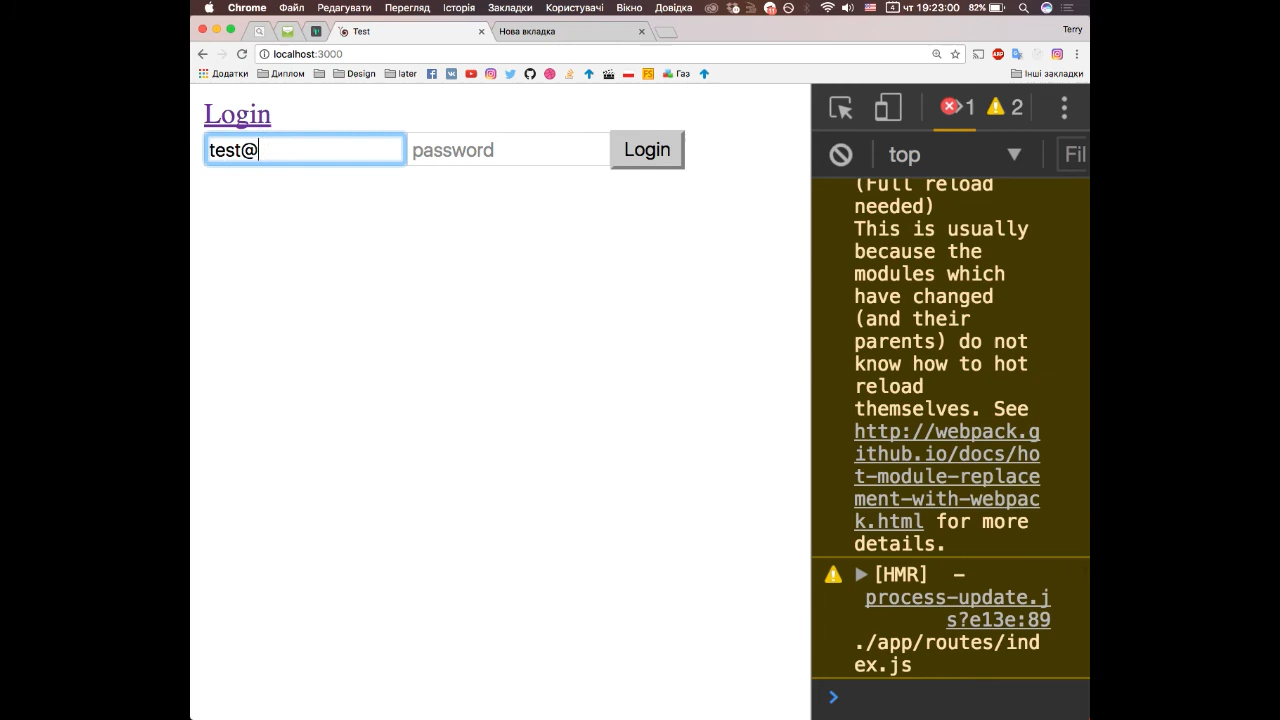 Chrome Файл Редагувати Перегляд Історія Закладки Користувачі Вікно Довідка 4 чт 19:23:00 82%
Test Нова вкладка Terry
localhost:3000
Додатки Диплом Design later FS Газ Інші закладки
Login
test@ password Login
1 2
top Fil
(Full reload
needed)
This is usually
because the
modules which
have changed
(and their
parents) do not
know how to hot
reload
themselves. See
http://webpack.g
ithub.io/docs/ho
t-module-replace
ment-with-webpac
k.html for more
details.
[HMR] -
process-update.j
s?e13e:89
./app/routes/ind
ex.js